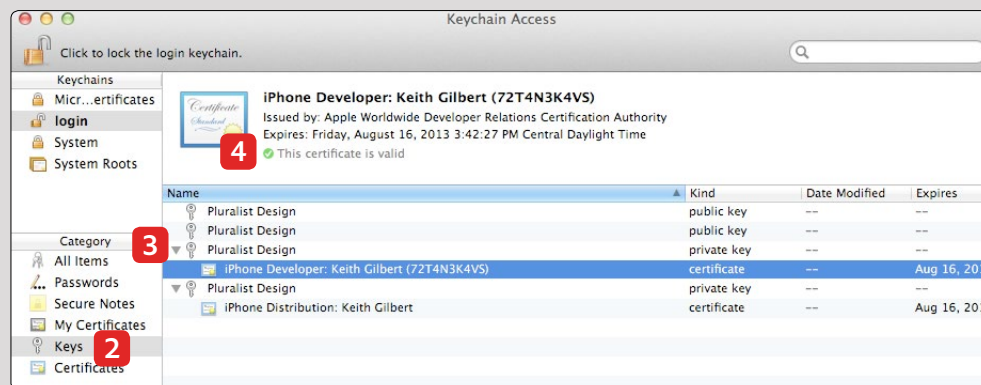 Keychain Access
Click to lock the login keychain.
Keychains
Micr...ertificates
login
System
System Roots
Certificate
Standard
iPhone Developer: Keith Gilbert (72T4N3K4VS)
Issued by: Apple Worldwide Developer Relations Certification Authority
Expires: Friday, August 16, 2013 3:42:27 PM Central Daylight Time
This certificate is valid
4
Name Kind Date Modified Expires
Pluralist Design public key -- --
Pluralist Design public key -- --
3
Pluralist Design private key -- --
iPhone Developer: Keith Gilbert (72T4N3K4VS) certificate -- Aug 16, 20
Pluralist Design private key -- --
iPhone Distribution: Keith Gilbert certificate -- Aug 16, 20
Category
All Items
Passwords
Secure Notes
My Certificates
Keys
2
Certificates